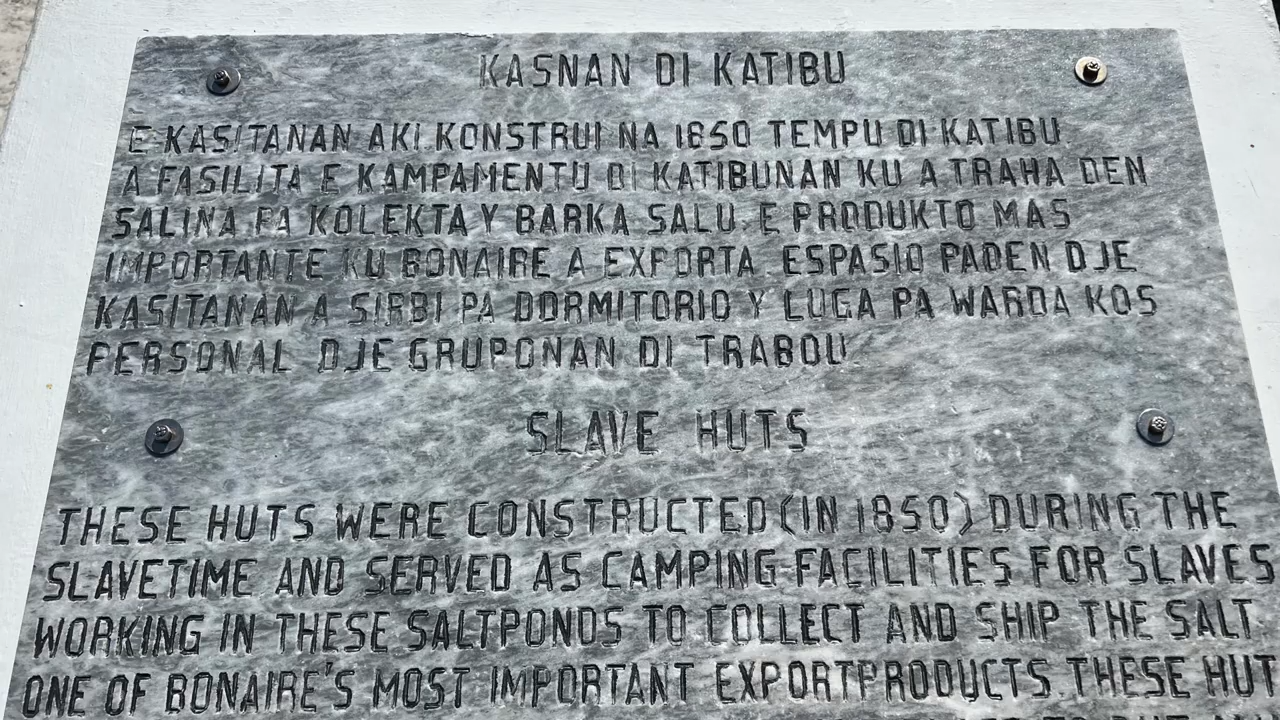 KASNAN DI KATIBU
E KASITANAN AKI KONSTRUI NA 1850 TEMPU DI KATIBU
A FASILITA E KAMPAMENTU DI KATIBUNAN KU A TRAHA DEN
SALINA PA KOLEKTA Y BARKA SALU. E PRODUKTO MAS
IMPORTANTE KU BONAIRE A EXPORTA. ESPASIO PADEN DJE
KASITANAN A SIRBI PA DORMITORIO Y LUGA PA WARDA KOS
PERSONAL DJE GRUPONAN DI TRABOU.
SLAVE HUTS
THESE HUTS WERE CONSTRUCTED (IN 1850) DURING THE
SLAVETIME AND SERVED AS CAMPING-FACILITIES FOR SLAVES
WORKING IN THESE SALTPONDS TO COLLECT AND SHIP THE SALT.
ONE OF BONAIRE'S MOST IMPORTANT EXPORTPRODUCTS. THESE HUT